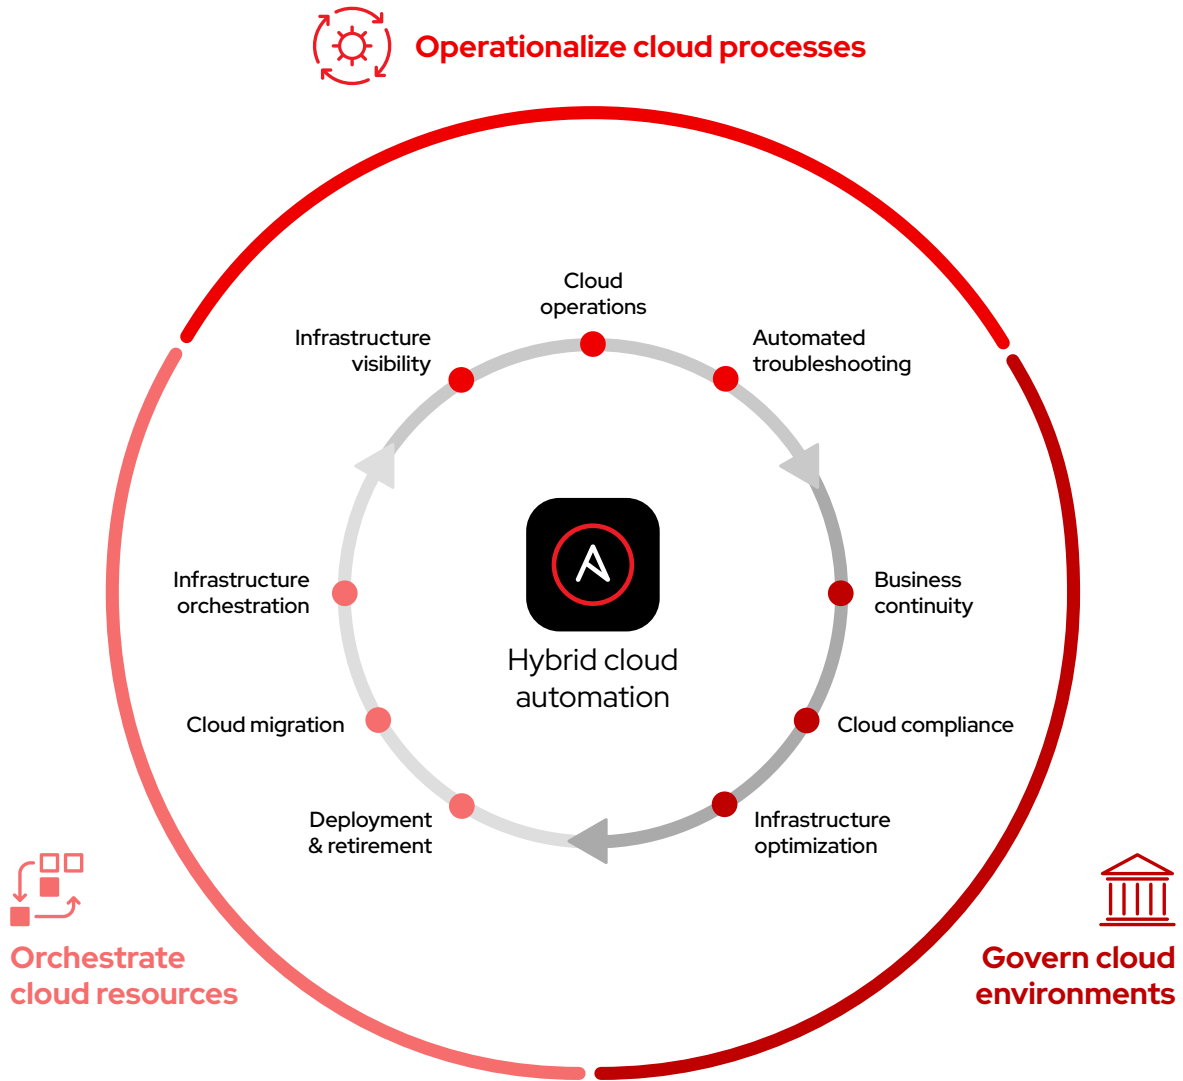 Operationalize cloud processes
Cloud
operations
Infrastructure
visibility
Automated
troubleshooting
Infrastructure
orchestration
Business
continuity
Hybrid cloud
automation
Cloud migration
Cloud compliance
Deployment
& retirement
Infrastructure
optimization
Orchestrate
cloud resources
Govern cloud
environments